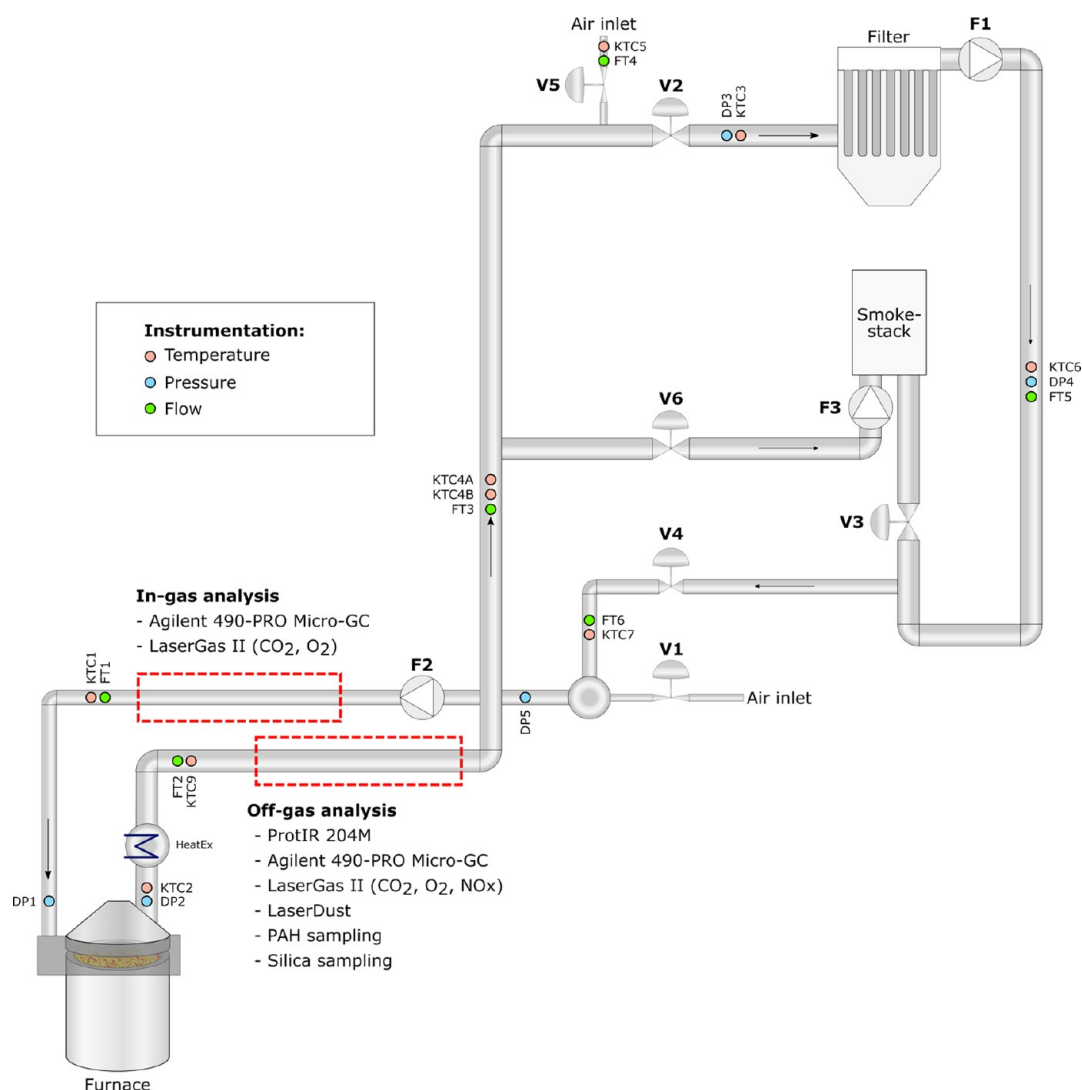 Air inlet
KTC5
FT4
V5
V2
DP3
KTC3
Filter
F1
Instrumentation:
Temperature
Pressure
Flow
Smoke-
stack
KTC6
DP4
FT5
V6
F3
KTC4A
KTC4B
FT3
V3
V4
In-gas analysis
- Agilent 490-PRO Micro-GC
- LaserGas II (CO₂, O₂)
FT6
KTC7
KTC1
FT1
F2
DP5
V1
Air inlet
FT2
KTC9
Off-gas analysis
- ProtIR 204M
- Agilent 490-PRO Micro-GC
- LaserGas II (CO₂, O₂, NOx)
- LaserDust
- PAH sampling
- Silica sampling
HeatEx
KTC2
DP2
DP1
Furnace